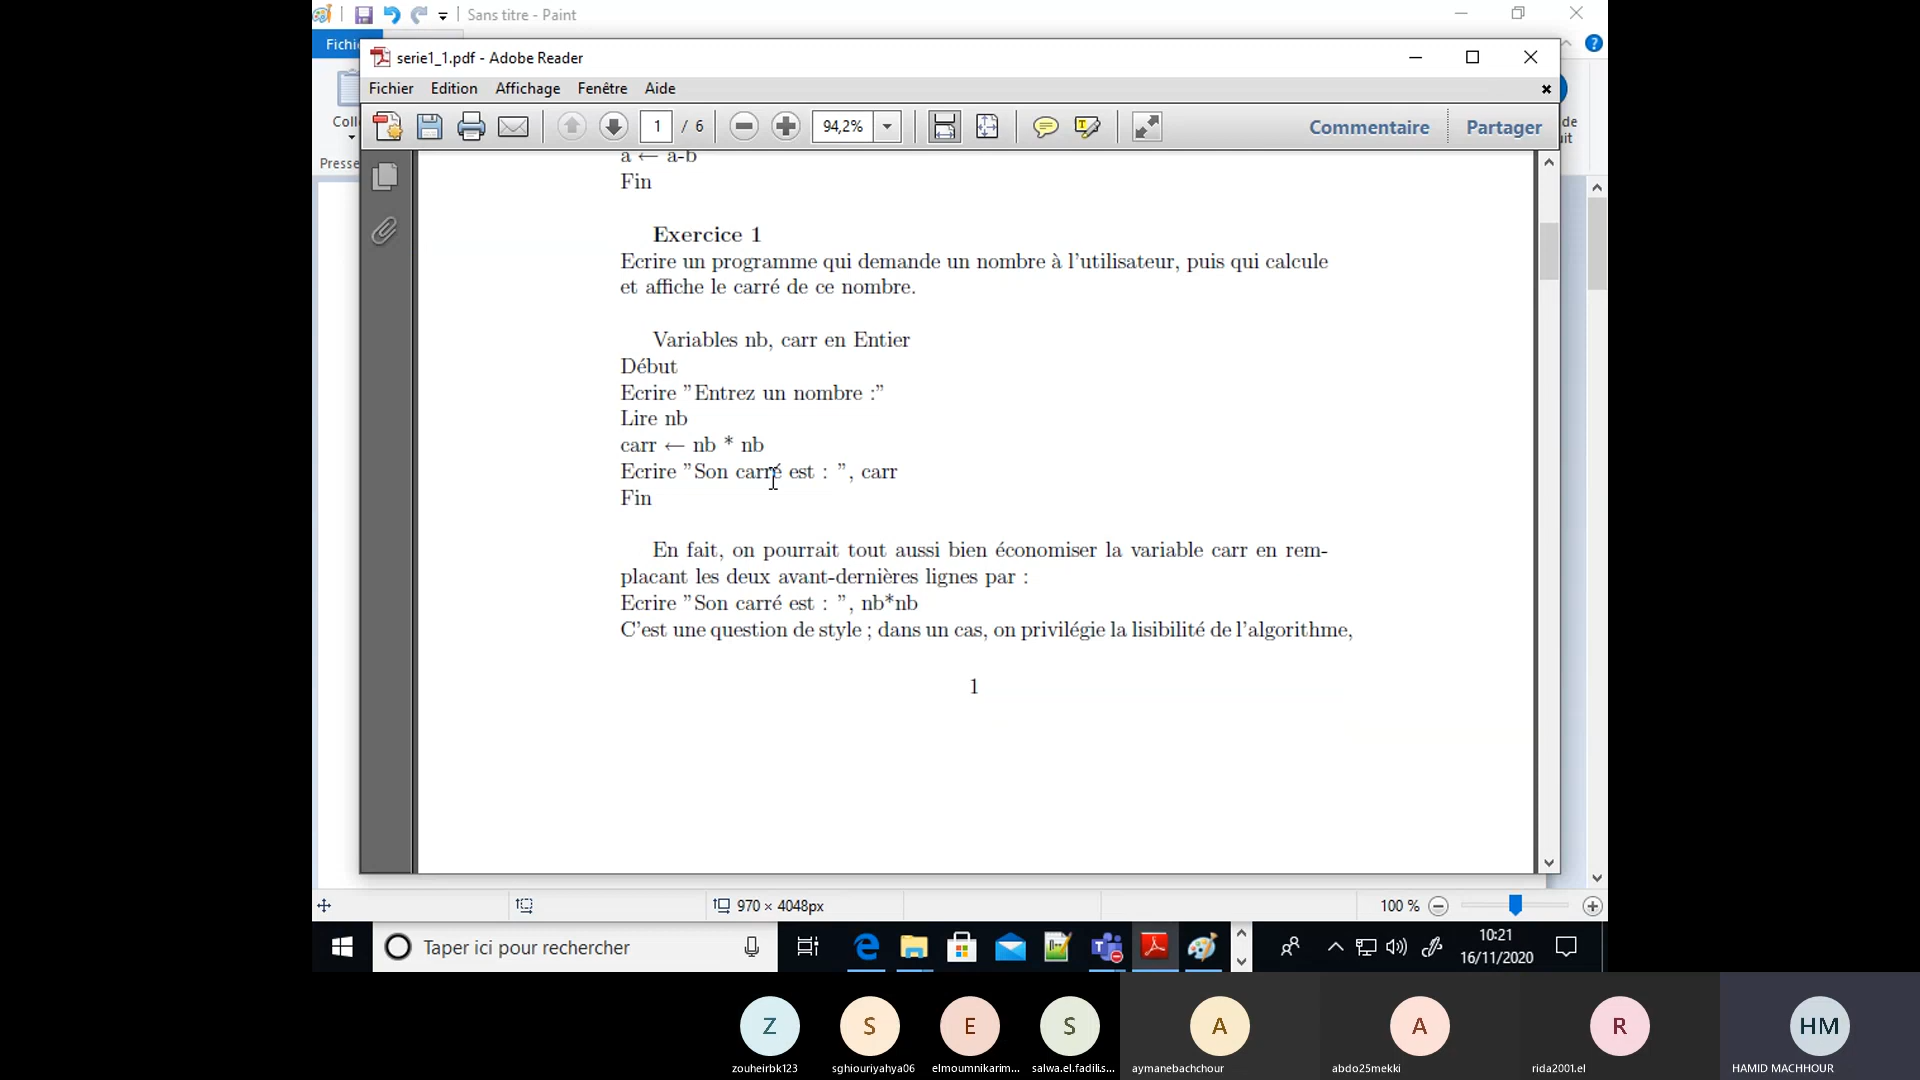 Sans titre - Paint
Fichi
serie1_1.pdf - Adobe Reader
Fichier Edition Affichage Fenêtre Aide
1 / 6 94,2% Commentaire Partager
Coll
Presse
de
it
a ← a-b
Fin
Exercice 1
Ecrire un programme qui demande un nombre à l'utilisateur, puis qui calcule
et affiche le carré de ce nombre.
Variables nb, carr en Entier
Début
Ecrire ”Entrez un nombre :”
Lire nb
carr ← nb * nb
Ecrire ”Son carré est : ”, carr
Fin
En fait, on pourrait tout aussi bien économiser la variable carr en rem-
placant les deux avant-dernières lignes par :
Ecrire ”Son carré est : ”, nb*nb
C'est une question de style ; dans un cas, on privilégie la lisibilité de l'algorithme,
1
970 × 4048px 100 %
Taper ici pour rechercher
10:21
16/11/2020
Z S E S A A R HM
zouheirbk123 sghiouriyahya06 elmoumnikarim... salwa.el.fadili.s... aymanebachchour abdo25mekki rida2001.el HAMID MACHHOUR